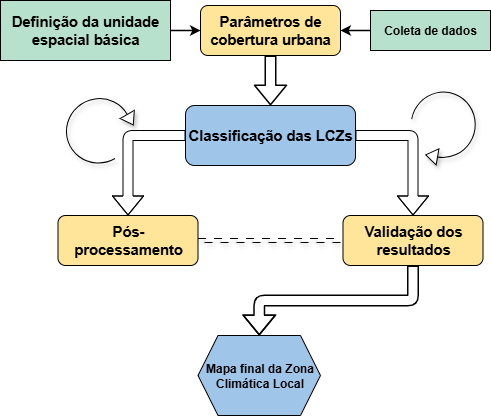 Definição da unidade
espacial básica
Parâmetros de
cobertura urbana
Coleta de dados
Classificação das LCZs
Pós-
processamento
Validação dos
resultados
Mapa final da Zona
Climática Local